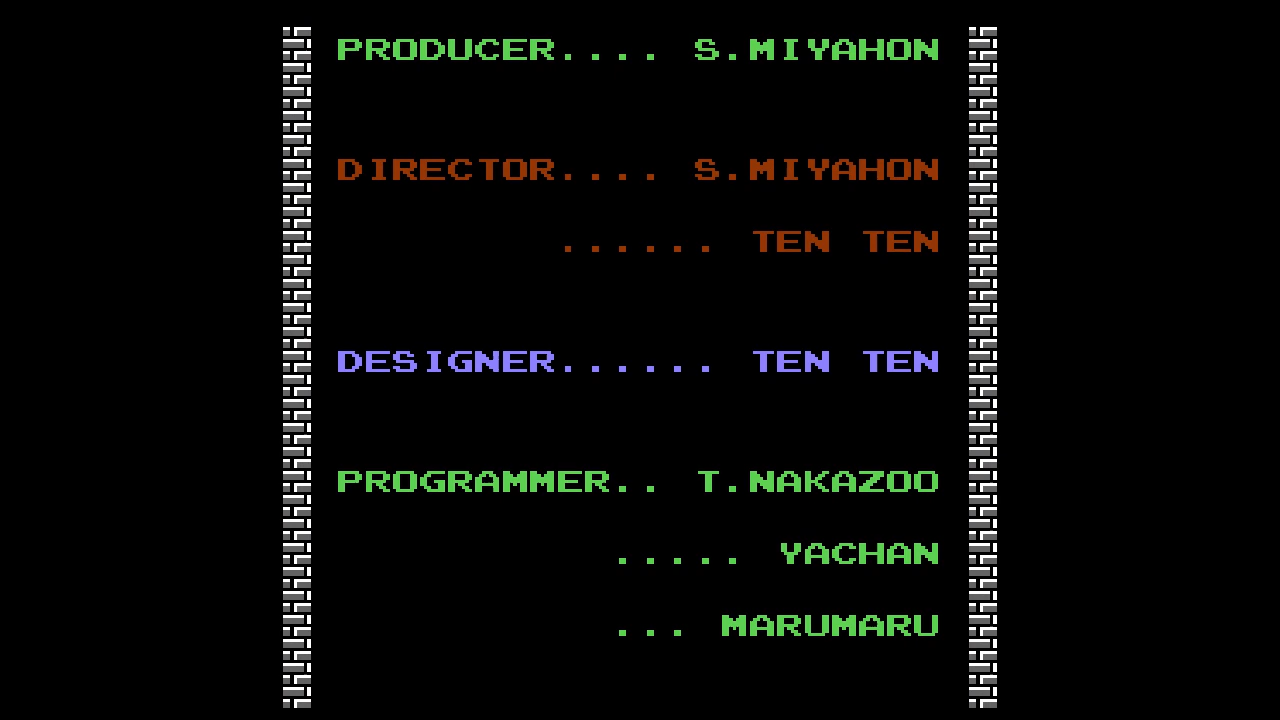 PRODUCER.... S.MIYAHON
DIRECTOR.... S.MIYAHON
...... TEN TEN
DESIGNER...... TEN TEN
PROGRAMMER.. T.NAKAZOO
..... YACHAN
... MARUMARU